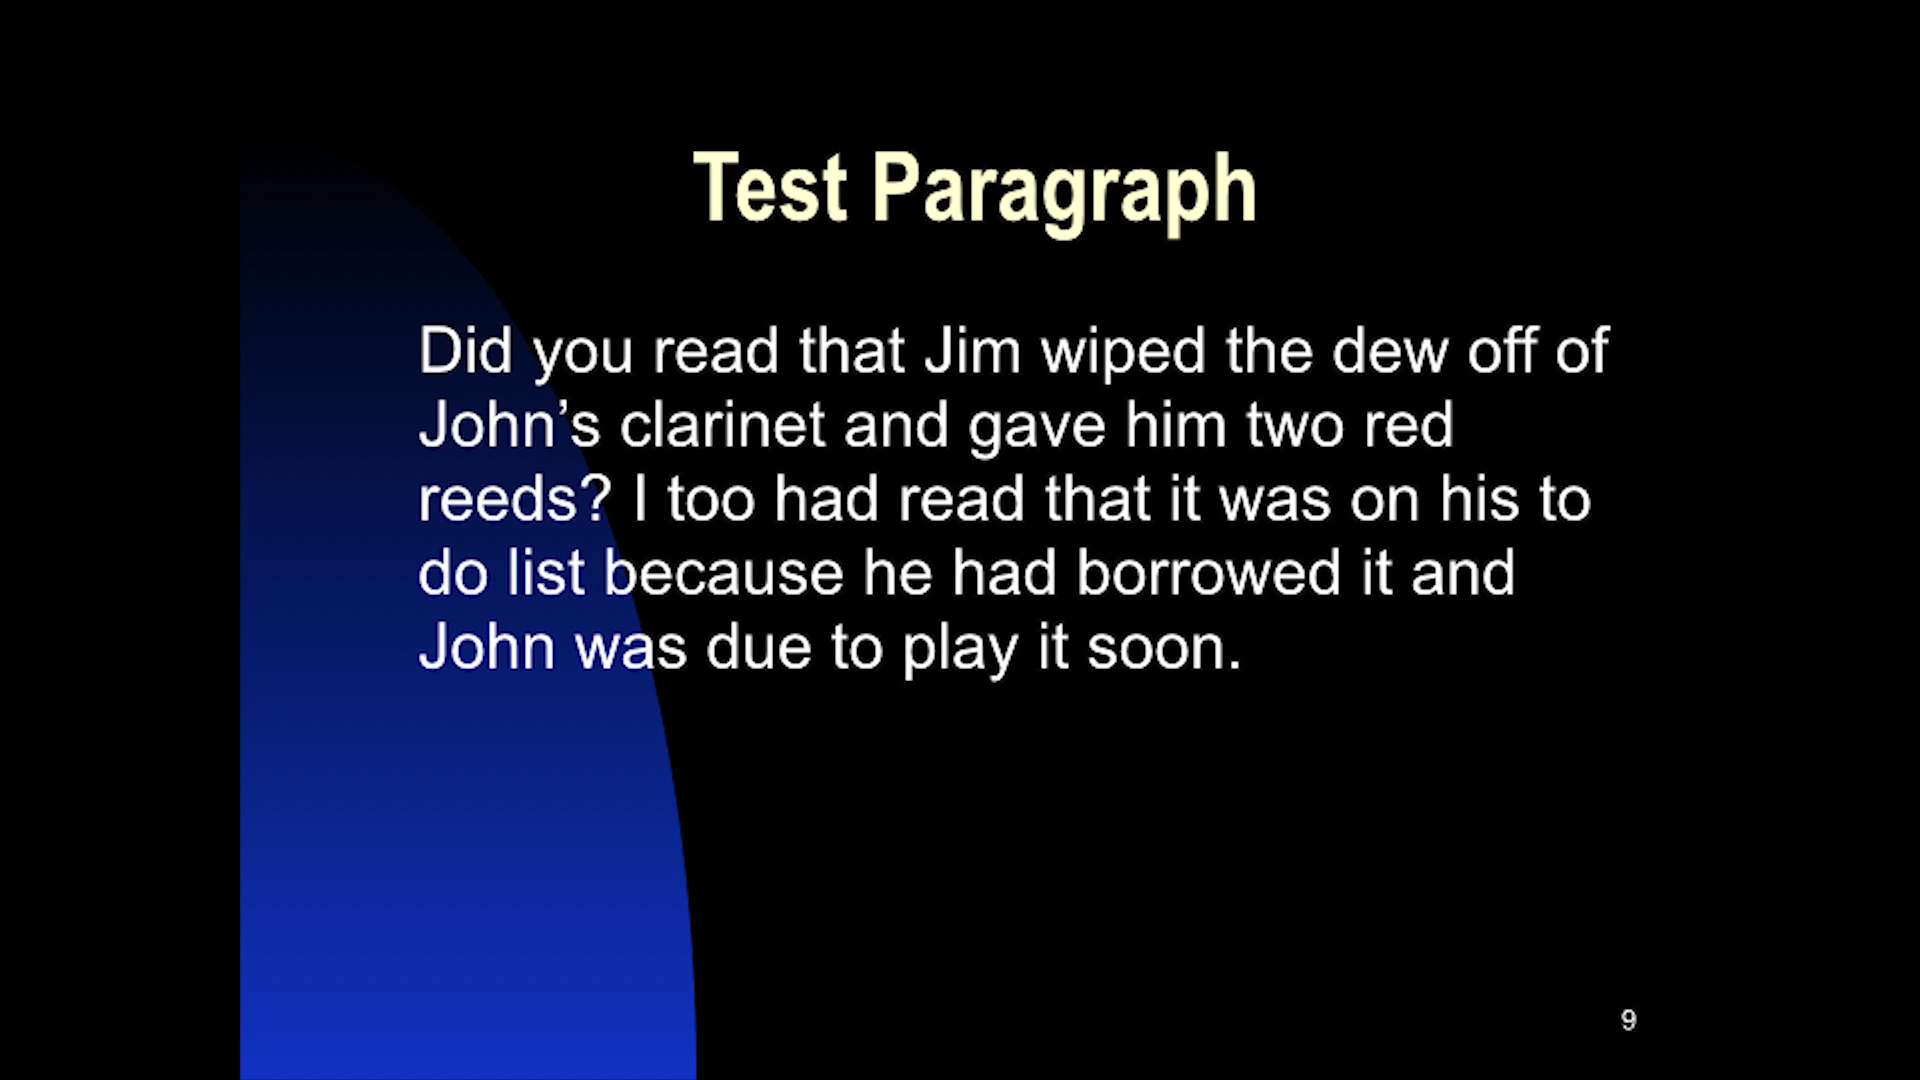 Test Paragraph
Did you read that Jim wiped the dew off of
John’s clarinet and gave him two red
reeds? I too had read that it was on his to
do list because he had borrowed it and
John was due to play it soon.
9